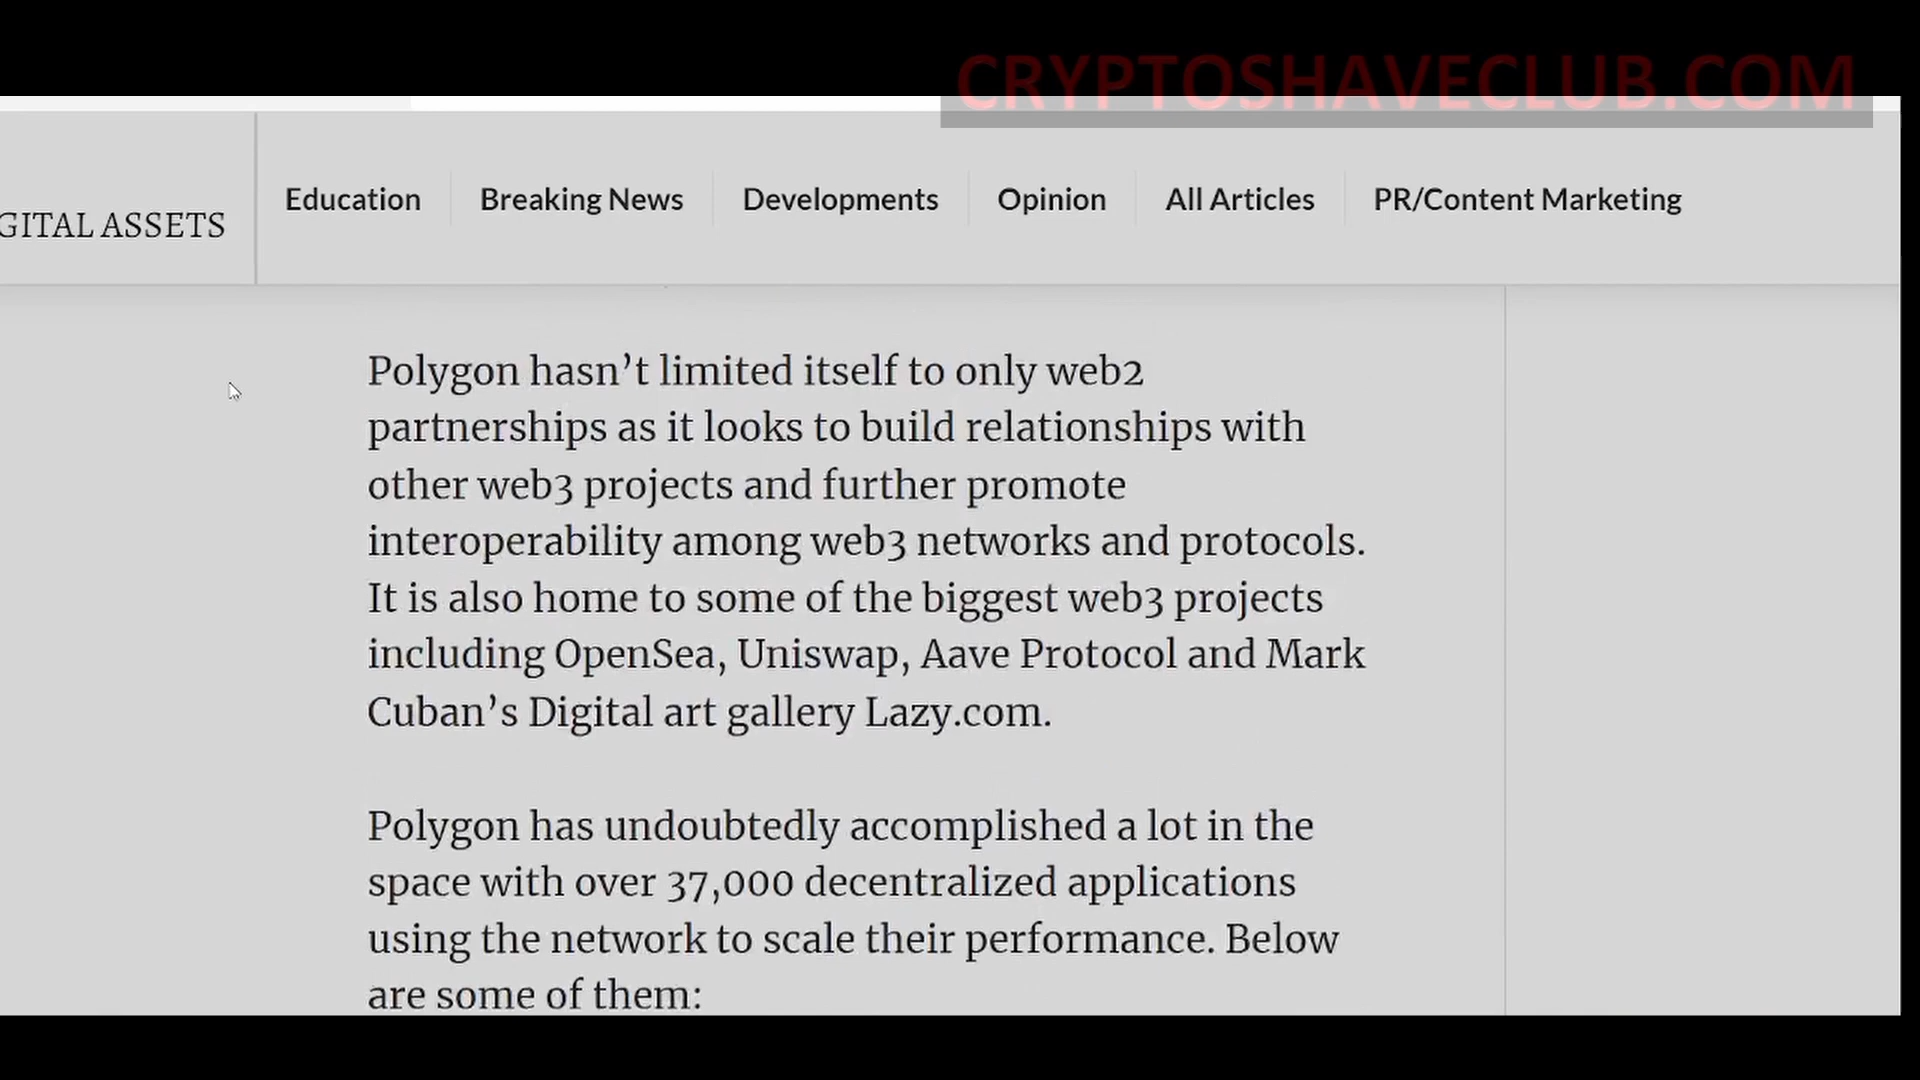 CRYPTOSHAVECLUB.COM
Education Breaking News Developments Opinion All Articles PR/Content Marketing
GITAL ASSETS
Polygon hasn’t limited itself to only web2
partnerships as it looks to build relationships with
other web3 projects and further promote
interoperability among web3 networks and protocols.
It is also home to some of the biggest web3 projects
including OpenSea, Uniswap, Aave Protocol and Mark
Cuban’s Digital art gallery Lazy.com.
Polygon has undoubtedly accomplished a lot in the
space with over 37,000 decentralized applications
using the network to scale their performance. Below
are some of them: